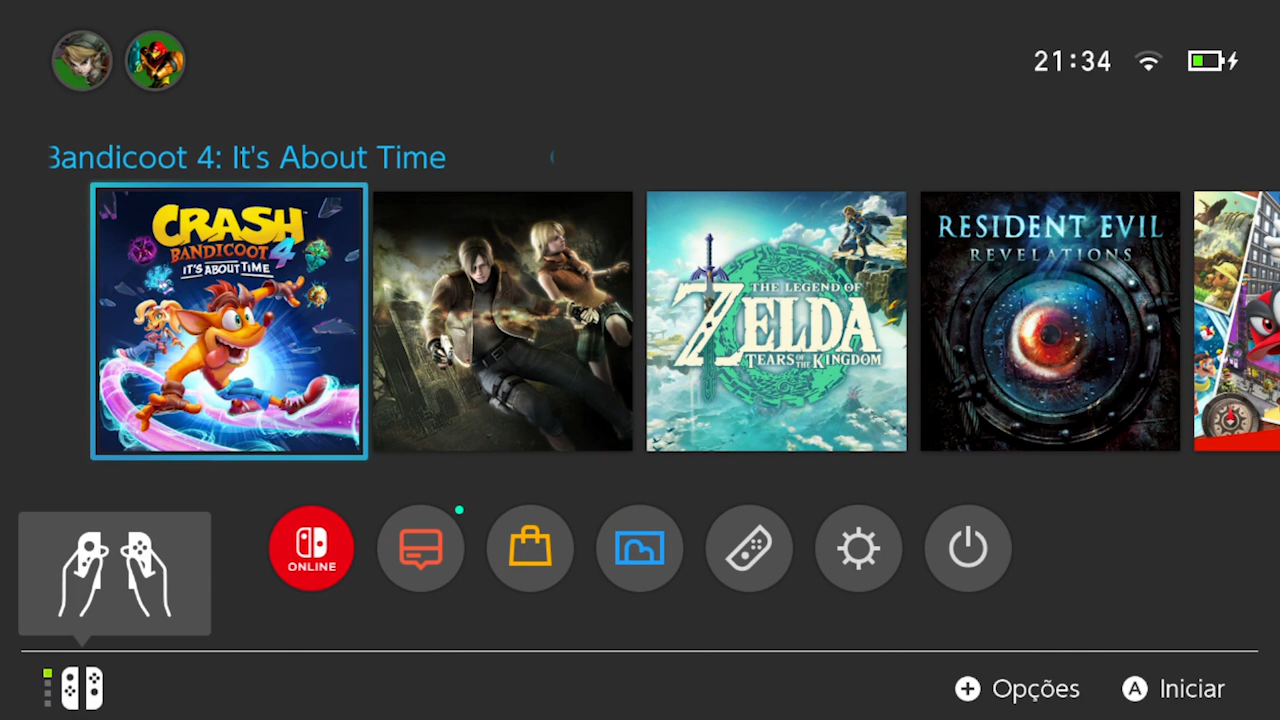 21:34
Bandicoot 4: It's About Time
CRASH
BANDICOOT 4
IT'S ABOUT TIME
THE LEGEND OF
ZELDA
TEARS OF THE KINGDOM
RESIDENT EVIL
REVELATIONS
ONLINE
Opções
A Iniciar